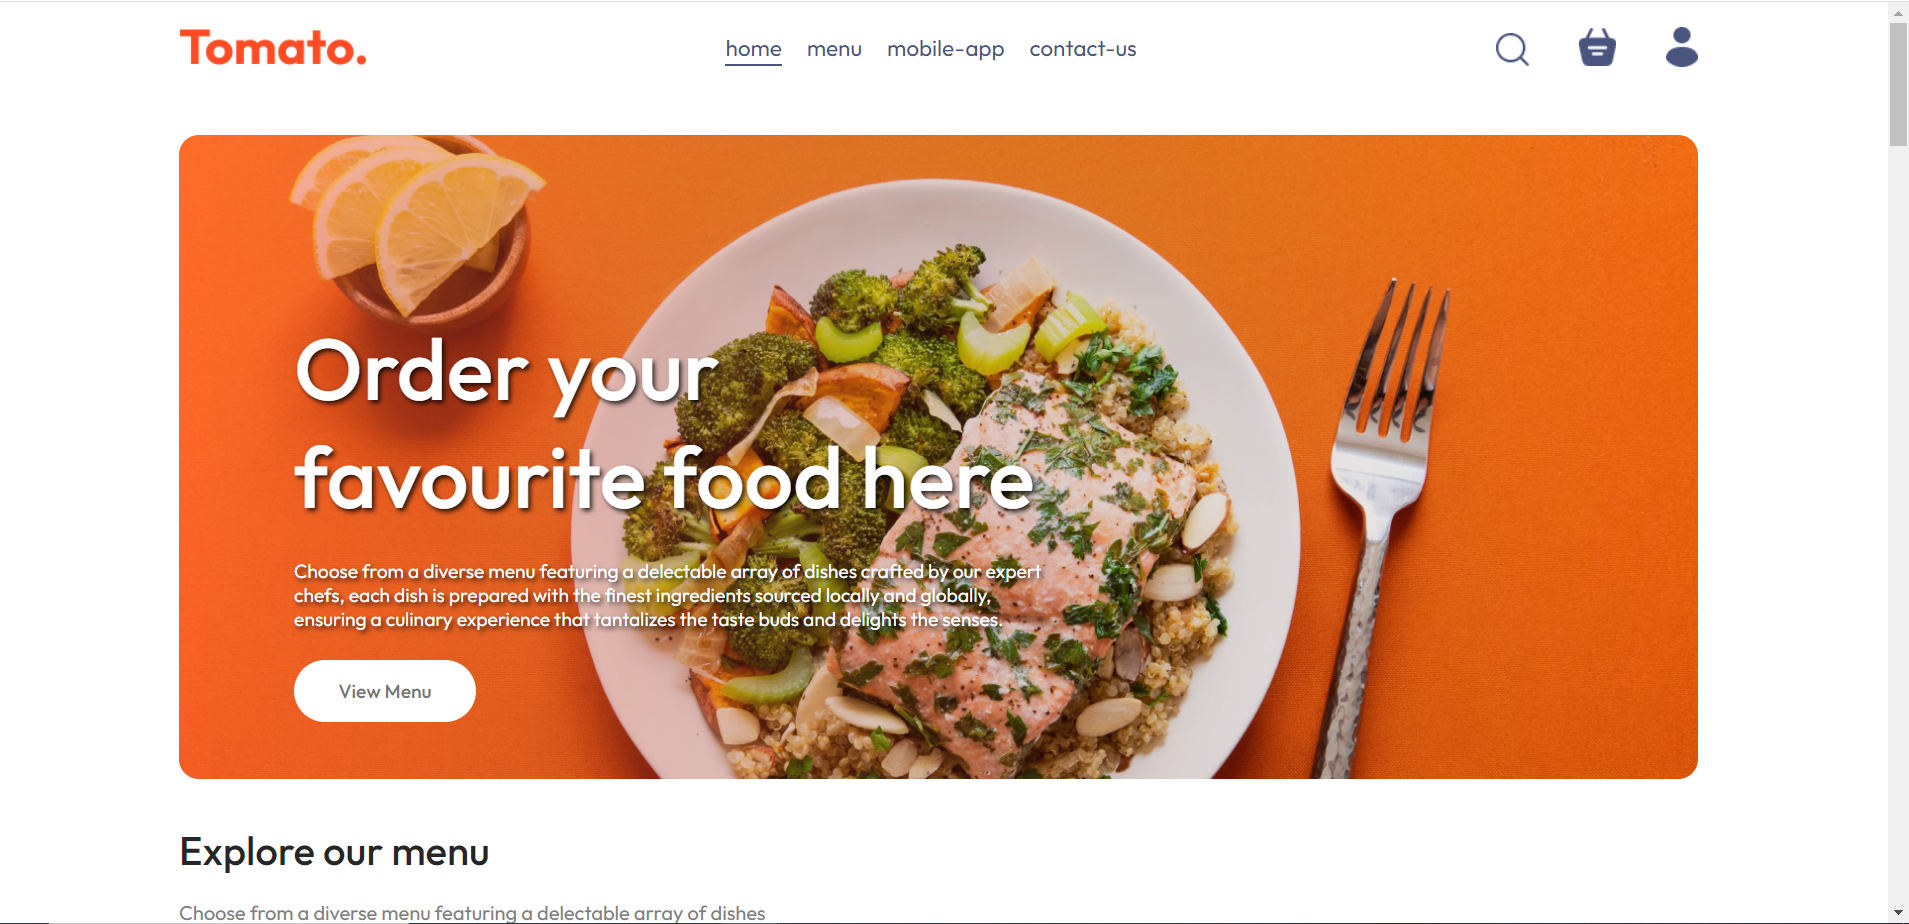 Tomato.
home menu mobile-app contact-us
Order your
favourite food here
Choose from a diverse menu featuring a delectable array of dishes crafted by our expert
chefs, each dish is prepared with the finest ingredients sourced locally and globally,
ensuring a culinary experience that tantalizes the taste buds and delights the senses.
View Menu
Explore our menu
Choose from a diverse menu featuring a delectable array of dishes